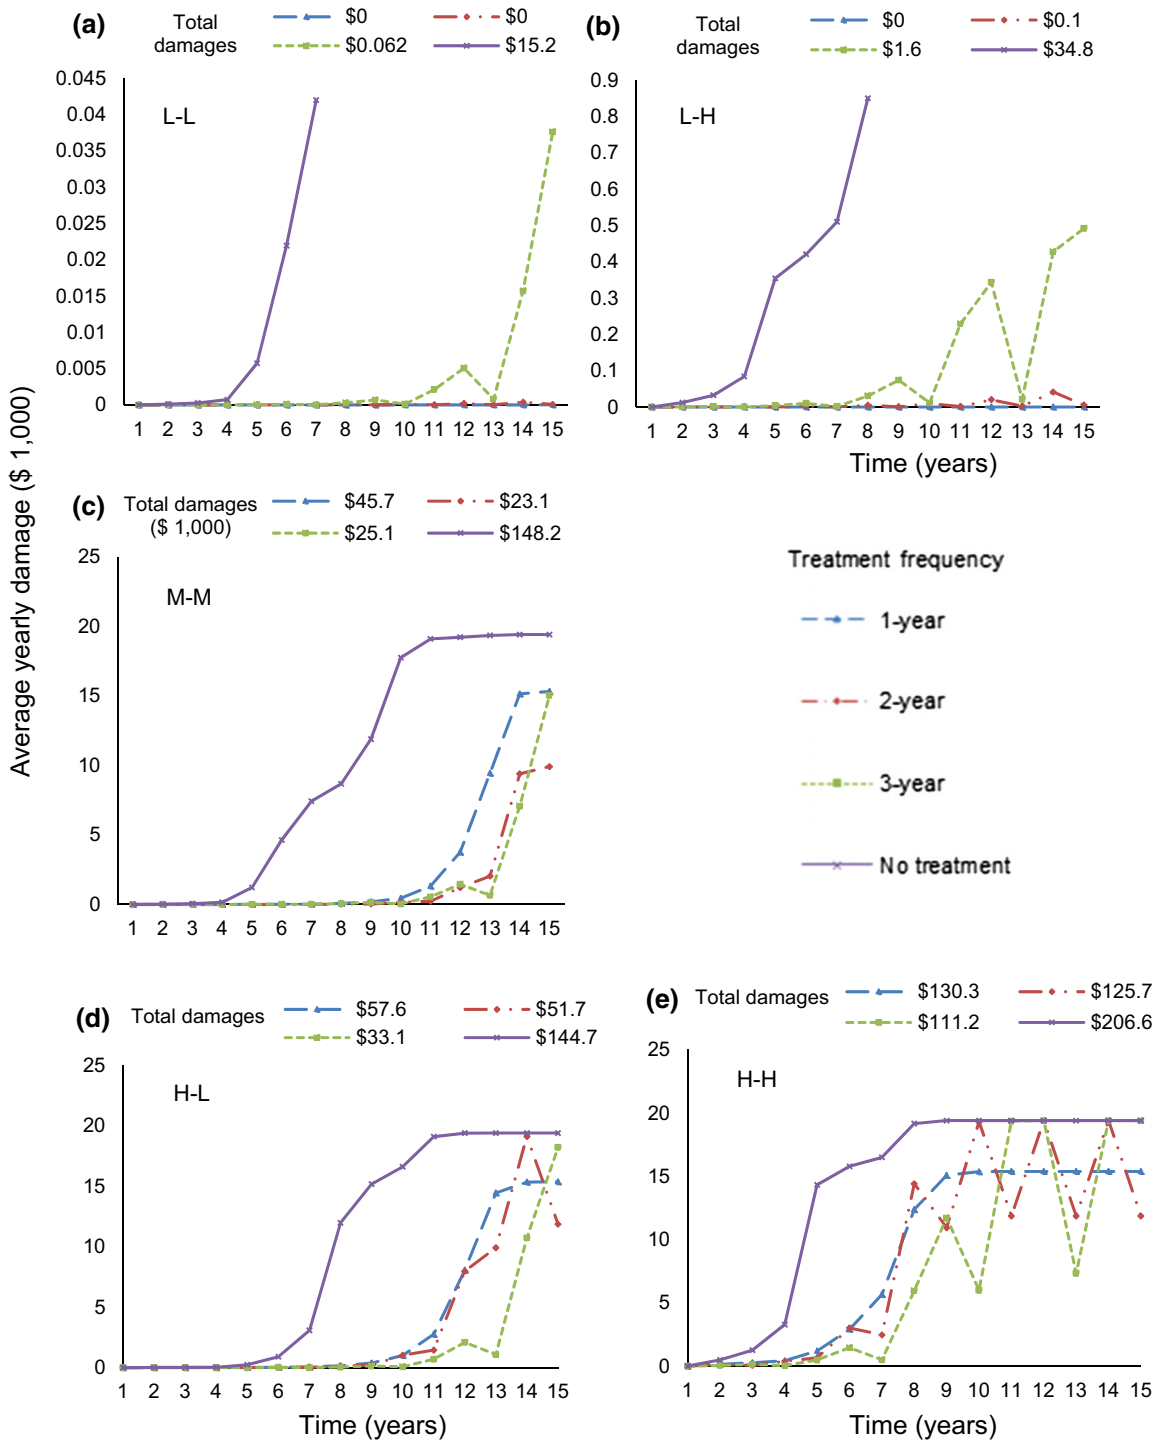 (a) Total damages $0 $0
$0.062 $15.2
L-L
0.045
0.04
0.035
0.03
0.025
0.02
0.015
0.01
0.005
0
1 2 3 4 5 6 7 8 9 10 11 12 13 14 15
(b) Total damages $0 $0.1
$1.6 $34.8
L-H
0.9
0.8
0.7
0.6
0.5
0.4
0.3
0.2
0.1
0
1 2 3 4 5 6 7 8 9 10 11 12 13 14 15
Time (years)
Average yearly damage ($ 1,000)
(c) Total damages ($ 1,000) $45.7 $23.1
$25.1 $148.2
M-M
25
20
15
10
5
0
1 2 3 4 5 6 7 8 9 10 11 12 13 14 15
Treatment frequency
1-year
2-year
3-year
No treatment
(d) Total damages $57.6 $51.7
$33.1 $144.7
H-L
25
20
15
10
5
0
1 2 3 4 5 6 7 8 9 10 11 12 13 14 15
Time (years)
(e) Total damages $130.3 $125.7
$111.2 $206.6
H-H
25
20
15
10
5
0
1 2 3 4 5 6 7 8 9 10 11 12 13 14 15
Time (years)